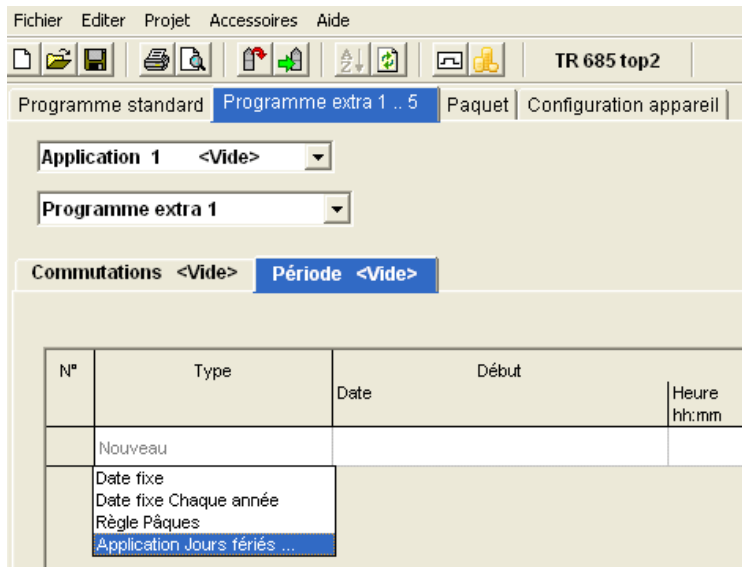 Fichier Editer Projet Accessoires Aide
TR 685 top2
Programme standard Programme extra 1 .. 5 Paquet Configuration appareil
Application 1 <Vide>
Programme extra 1
Commutations <Vide> Période <Vide>
N° Type Début
Date Heure
hh:mm
Nouveau
Date fixe
Date fixe Chaque année
Règle Pâques
Application Jours fériés ...